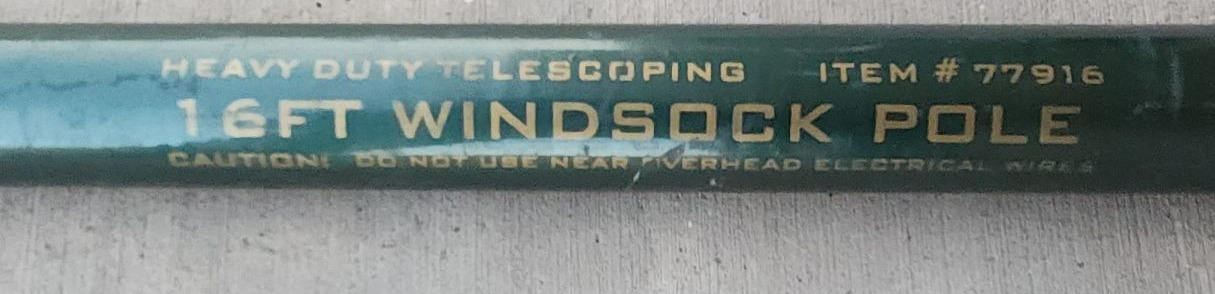 HEAVY DUTY TELESCOPING ITEM # 77916
16FT WINDSOCK POLE
CAUTION! DO NOT USE NEAR OVERHEAD ELECTRICAL WIRES